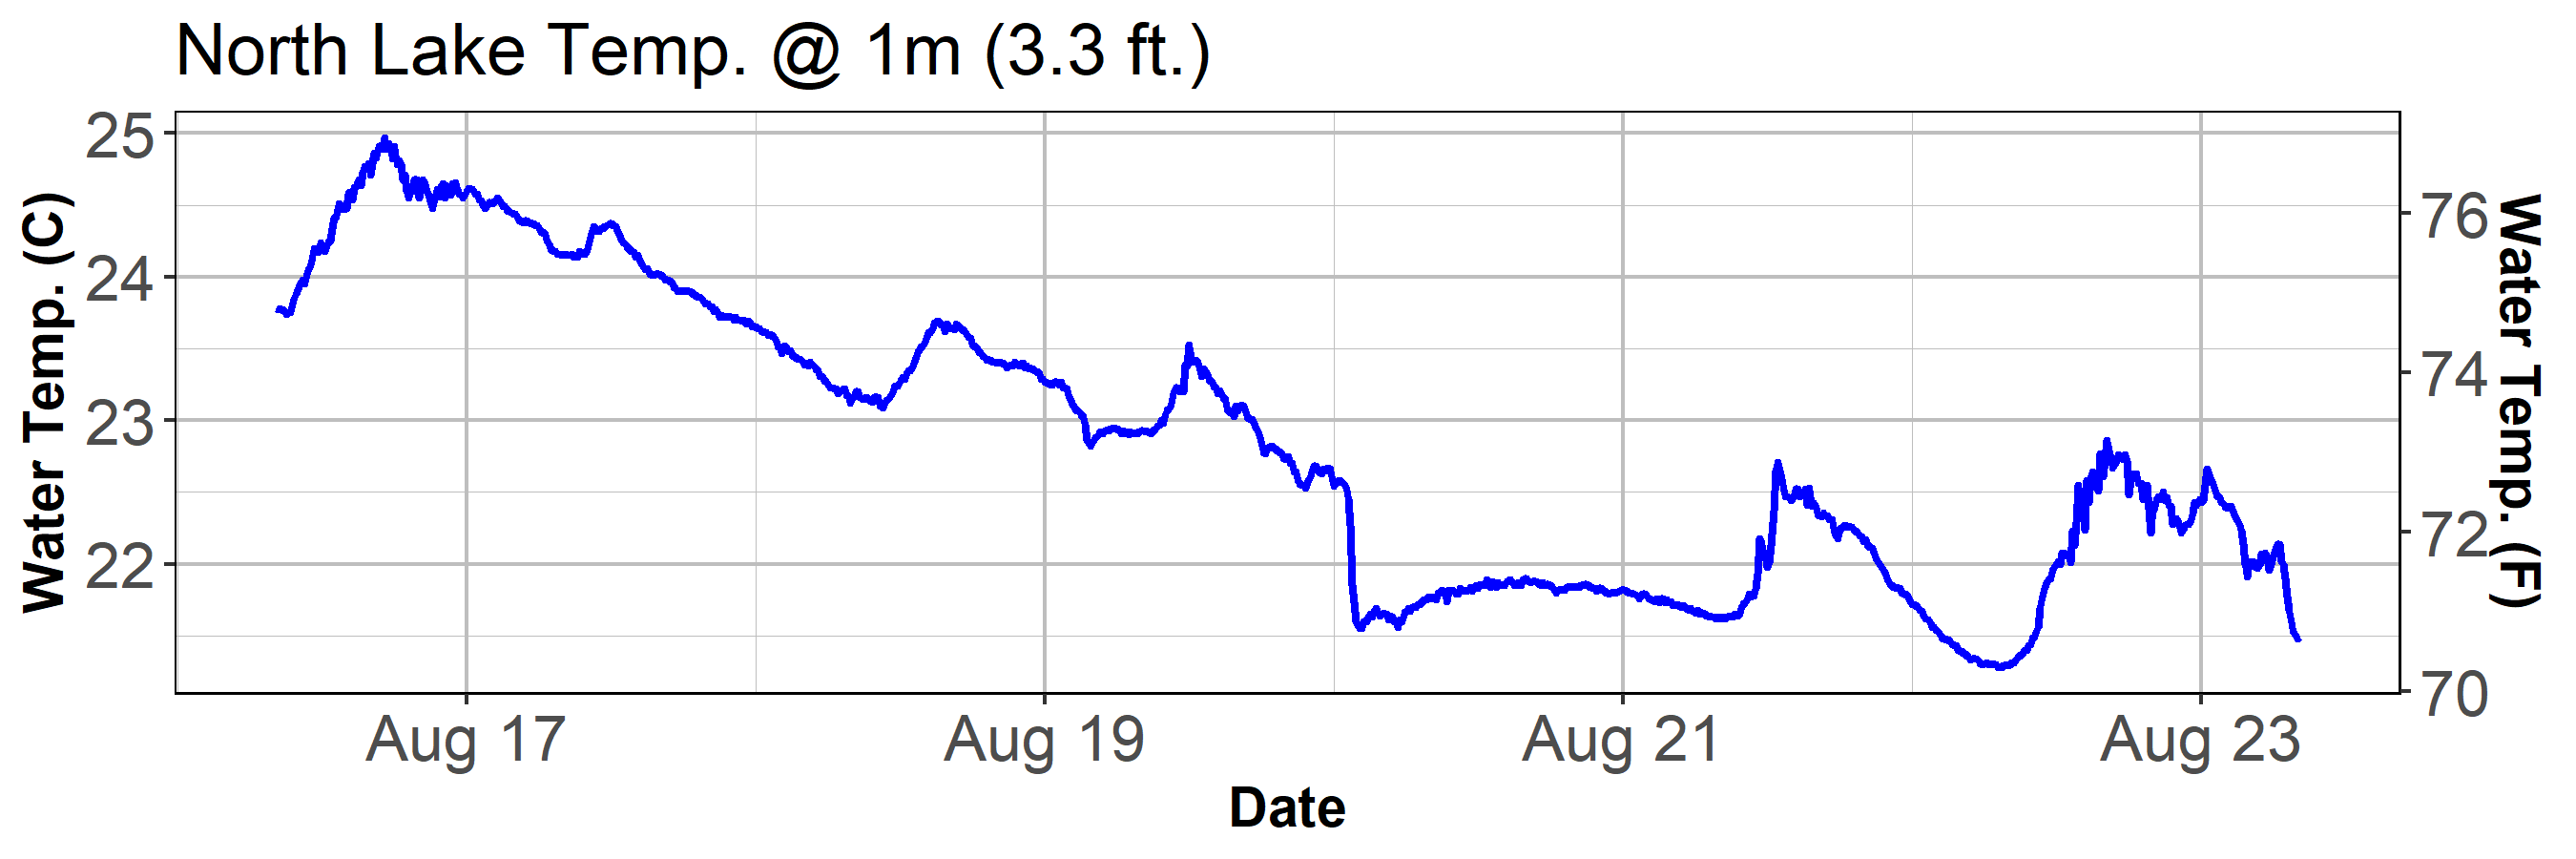 North Lake Temp. @ 1m (3.3 ft.)
Water Temp. (C)
25
24
23
22
76
74
72
70
Water Temp. (F)
Aug 17
Aug 19
Aug 21
Aug 23
Date